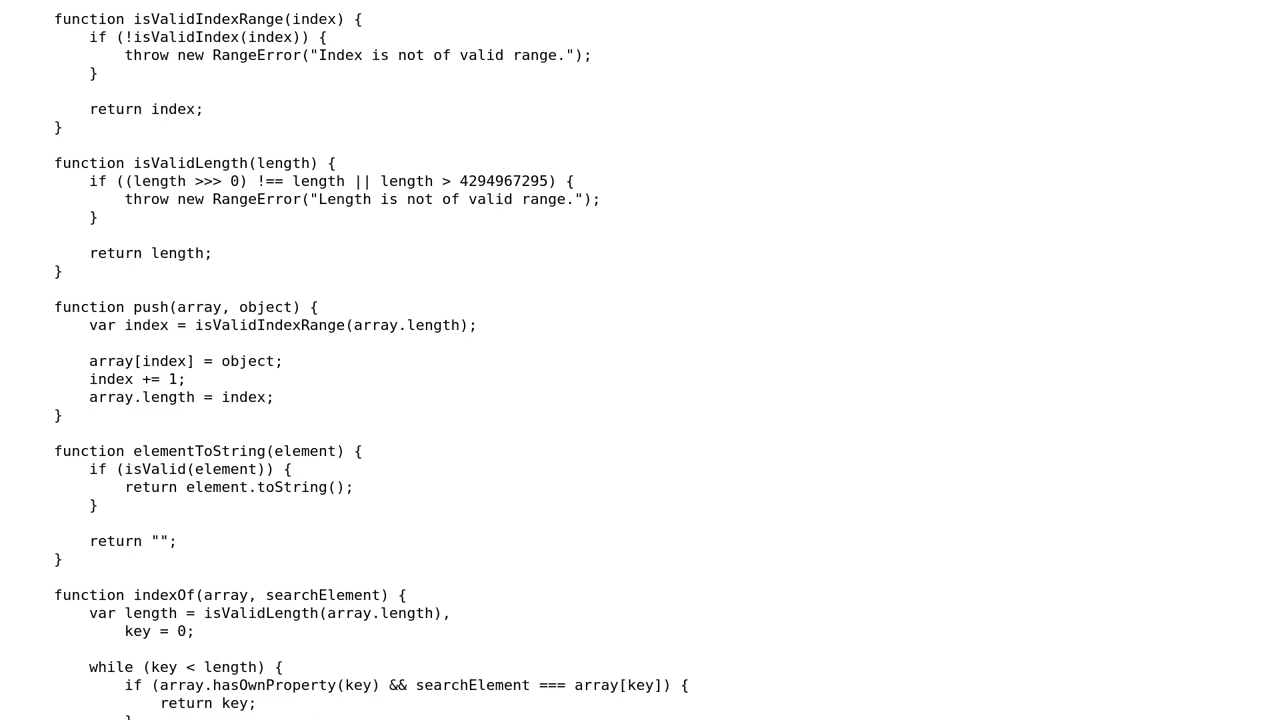 function isValidIndexRange(index) {
    if (!isValidIndex(index)) {
        throw new RangeError("Index is not of valid range.");
    }

    return index;
}

function isValidLength(length) {
    if ((length >>> 0) !== length || length > 4294967295) {
        throw new RangeError("Length is not of valid range.");
    }

    return length;
}

function push(array, object) {
    var index = isValidIndexRange(array.length);

    array[index] = object;
    index += 1;
    array.length = index;
}

function elementToString(element) {
    if (isValid(element)) {
        return element.toString();
    }

    return "";
}

function indexOf(array, searchElement) {
    var length = isValidLength(array.length),
        key = 0;

    while (key < length) {
        if (array.hasOwnProperty(key) && searchElement === array[key]) {
            return key;
        }